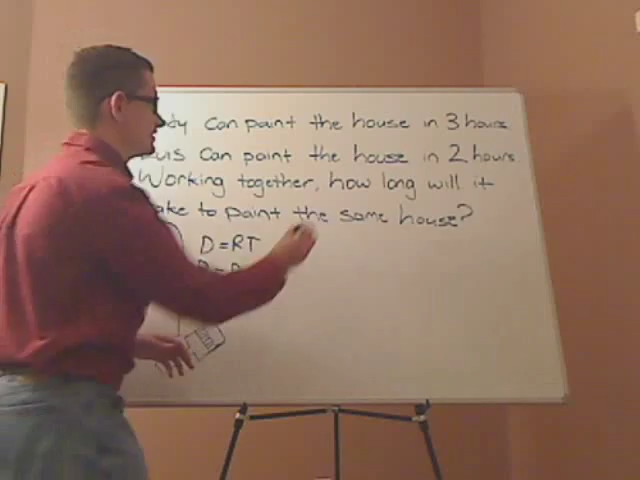 can paint the house in 3 hours
can paint the house in 2 hours
Working together, how long will it
to paint the same house?
D = RT